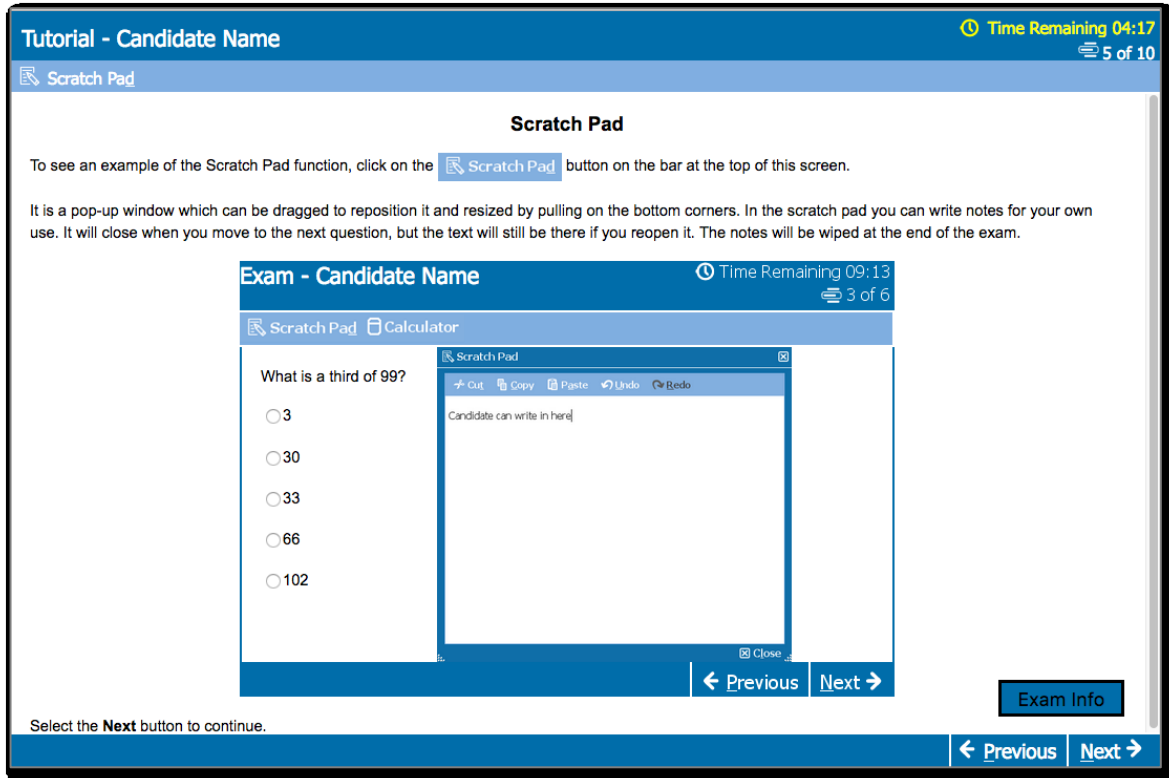 Tutorial - Candidate Name
Time Remaining 04:17
5 of 10
Scratch Pad
Scratch Pad
To see an example of the Scratch Pad function, click on the Scratch Pad button on the bar at the top of this screen.
It is a pop-up window which can be dragged to reposition it and resized by pulling on the bottom corners. In the scratch pad you can write notes for your own
use. It will close when you move to the next question, but the text will still be there if you reopen it. The notes will be wiped at the end of the exam.
Exam - Candidate Name
Time Remaining 09:13
3 of 6
Scratch Pad Calculator
What is a third of 99?
3
30
33
66
102
Scratch Pad
Cut Copy Paste Undo Redo
Candidate can write in here
Close
Previous Next
Exam Info
Select the Next button to continue.
Previous Next